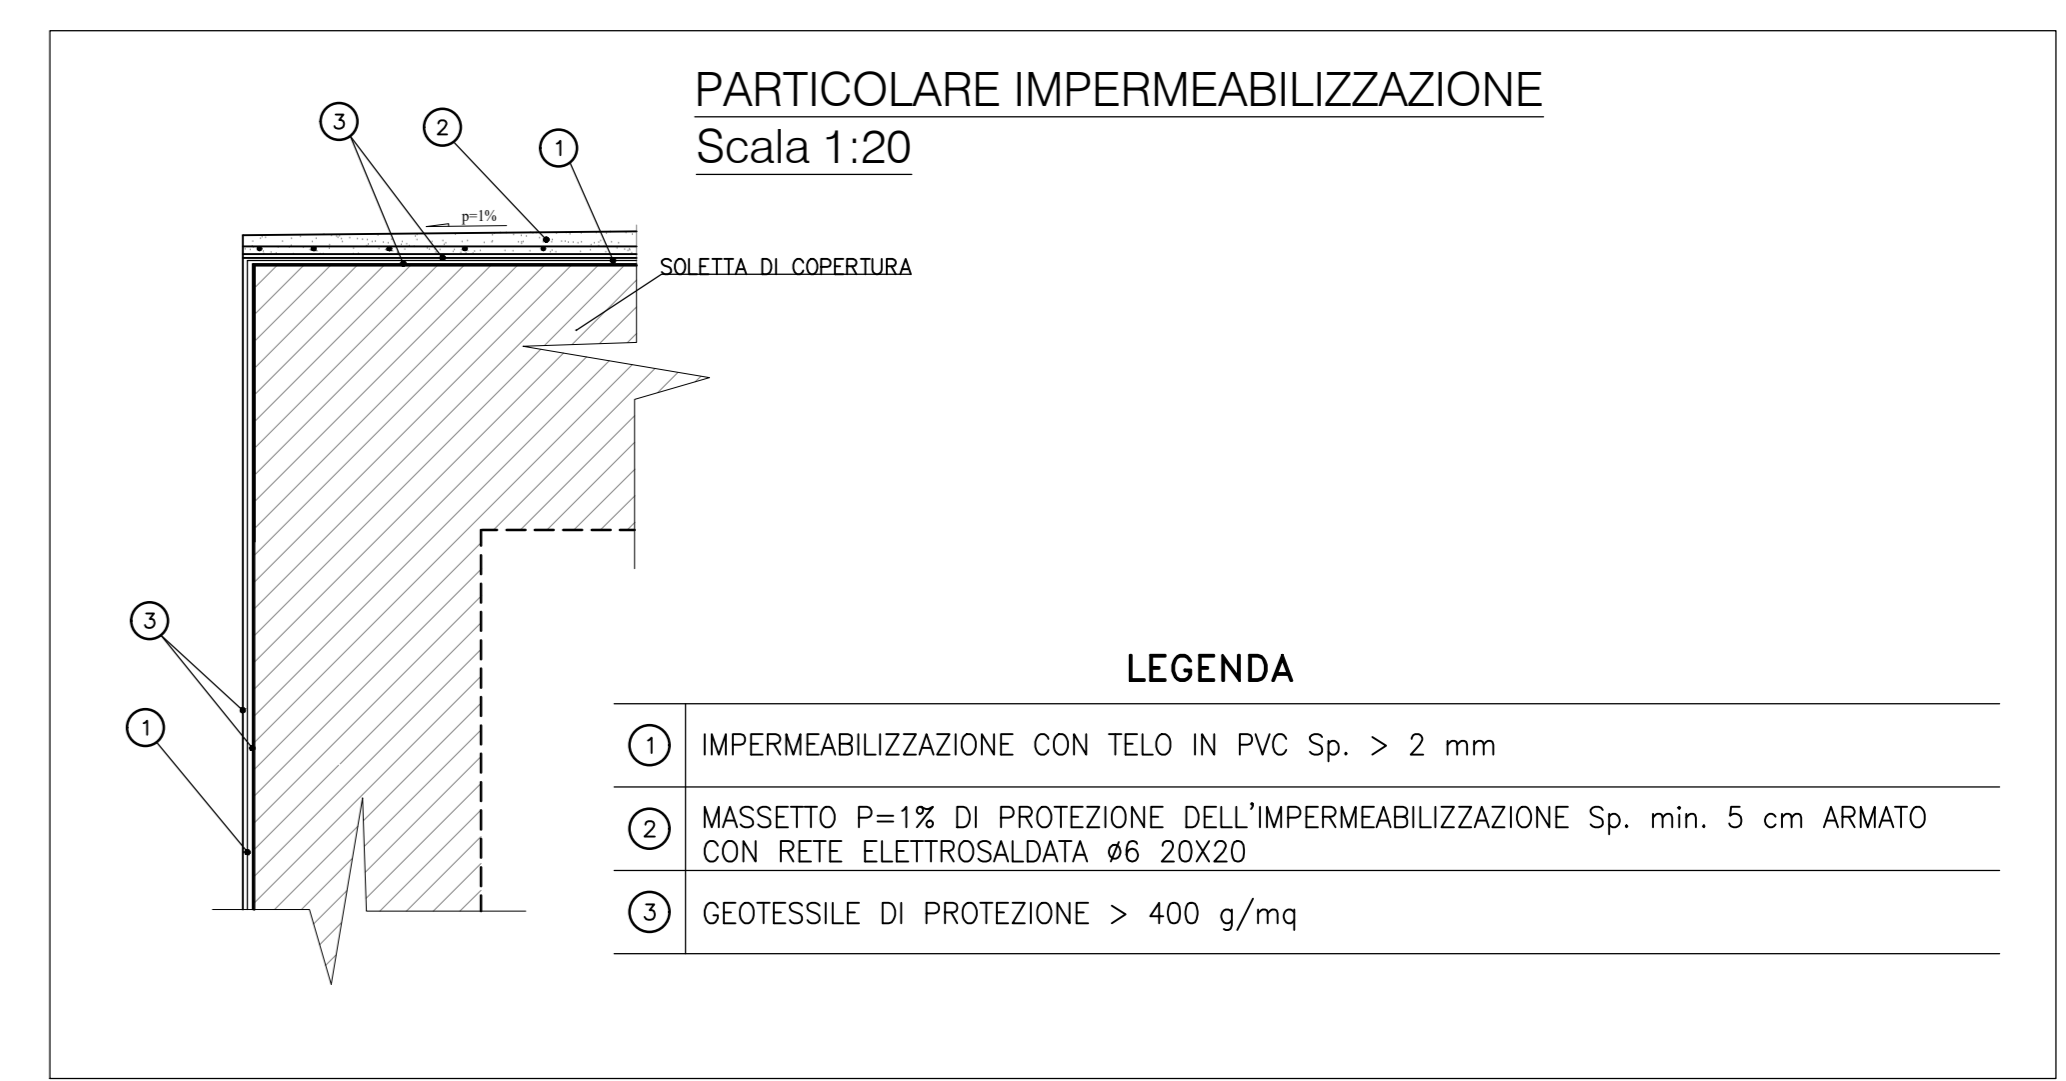 PARTICOLARE IMPERMEABILIZZAZIONE
Scala 1:20
3
2
1
p=1%
SOLETTA DI COPERTURA
3
1
LEGENDA
1 IMPERMEABILIZZAZIONE CON TELO IN PVC Sp. > 2 mm
2 MASSETTO P=1% DI PROTEZIONE DELL'IMPERMEABILIZZAZIONE Sp. min. 5 cm ARMATO
CON RETE ELETTROSALDATA ø6 20X20
3 GEOTESSILE DI PROTEZIONE > 400 g/mq